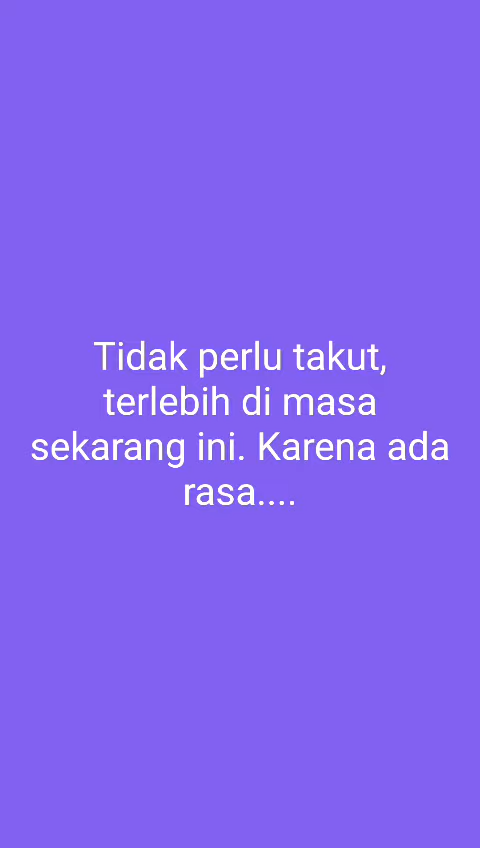 Tidak perlu takut,
terlebih di masa
sekarang ini. Karena ada
rasa....